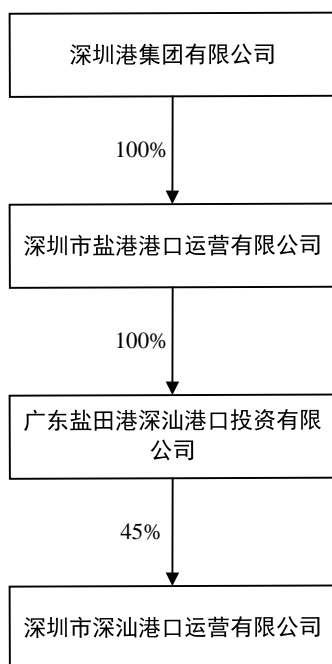 深圳港集团有限公司
100%
深圳市盐港港口运营有限公司
100%
广东盐田港深汕港口投资有限
公司
45%
深圳市深汕港口运营有限公司